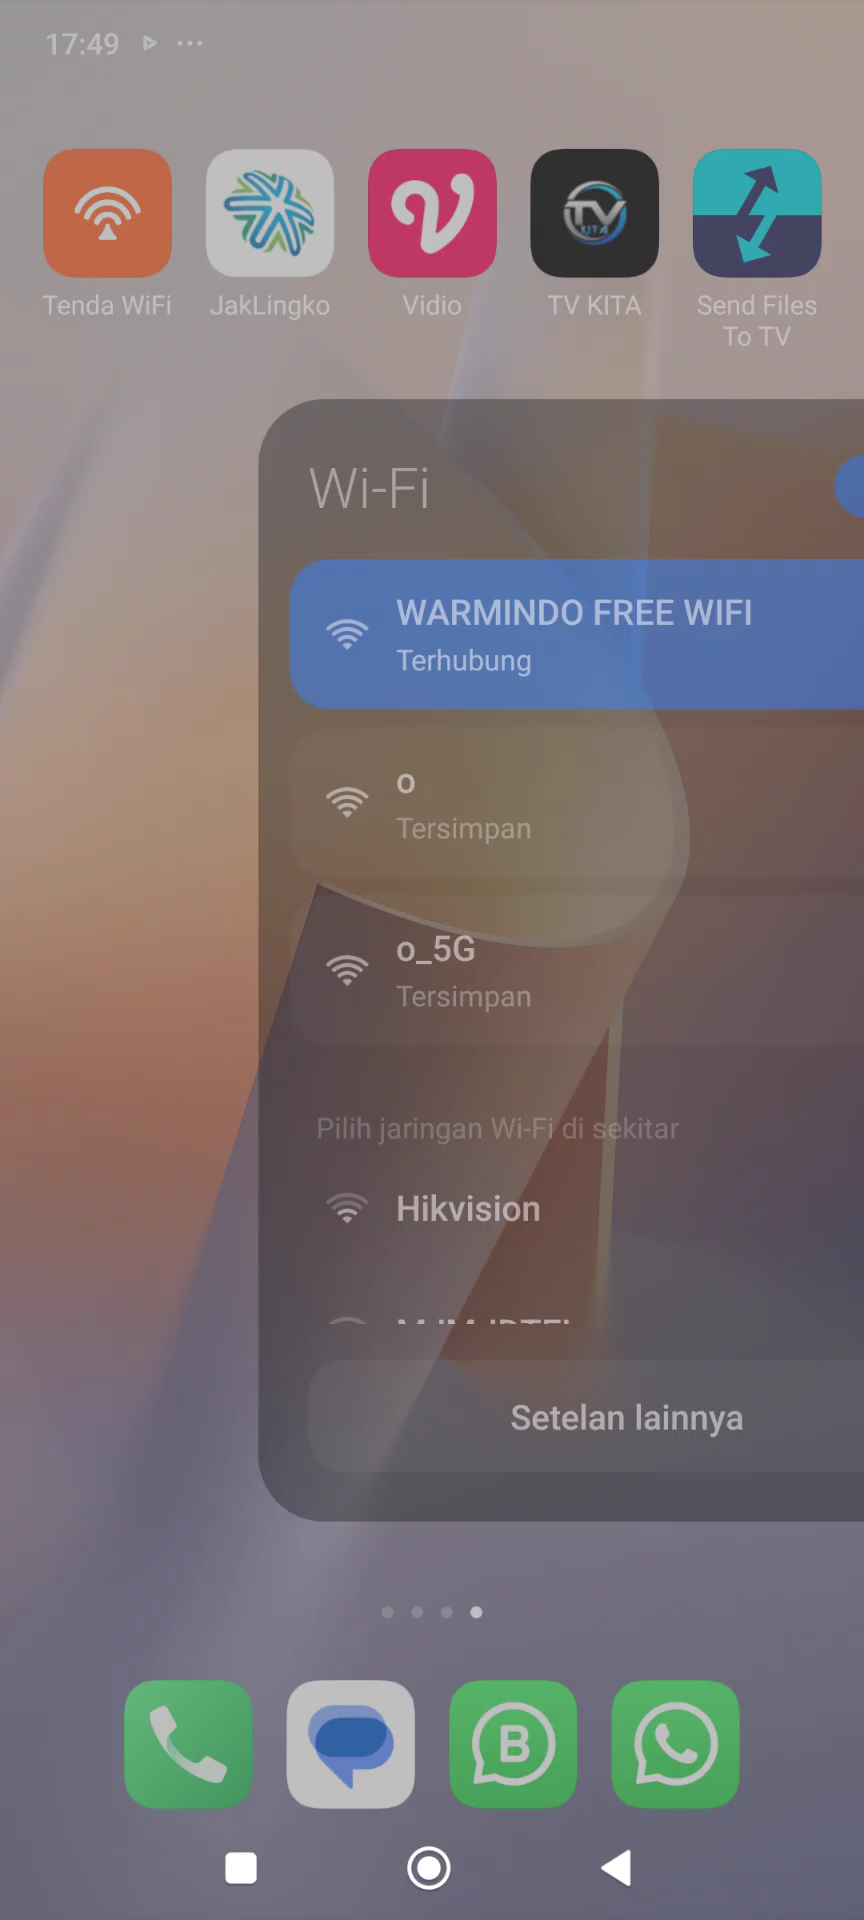 17:49
Tenda WiFi
JakLingko
Vidio
TV KITA
Send Files
To TV
Wi-Fi
WARMINDO FREE WIFI
Terhubung
o
Tersimpan
o_5G
Tersimpan
Pilih jaringan Wi-Fi di sekitar
Hikvision
Setelan lainnya